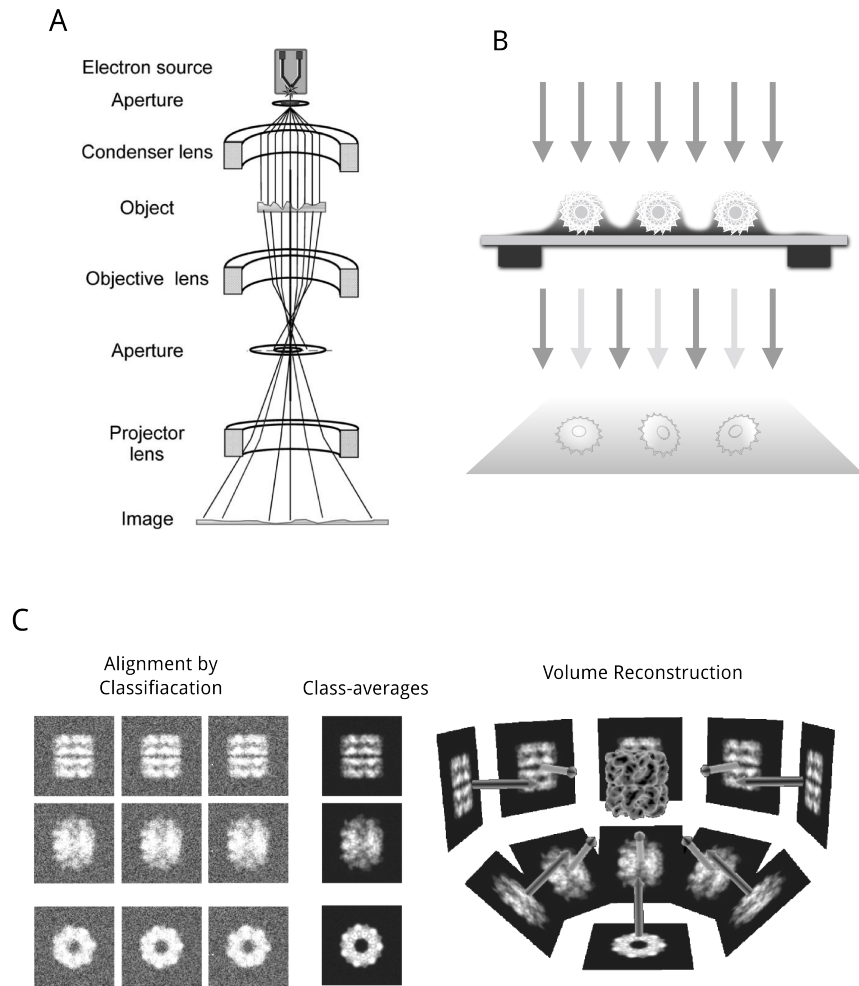 A
Electron source
Aperture
Condenser lens
Object
Objective lens
Aperture
Projector
lens
Image
B
C
Alignment by
Classifiacation
Class-averages
Volume Reconstruction